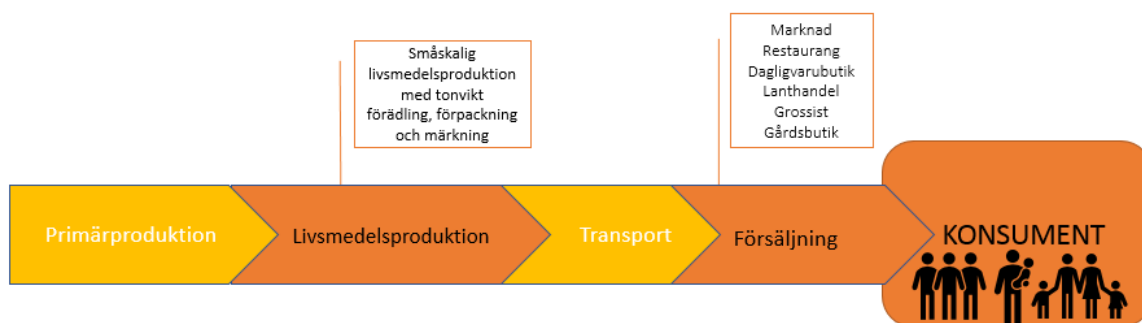 Småskalig
livsmedelsproduktion
med tonvikt
förädling, förpackning
och märkning
Marknad
Restaurang
Dagligvarubutik
Lanthandel
Grossist
Gårdsbutik
Primärproduktion
Livsmedelsproduktion
Transport
Försäljning
KONSUMENT